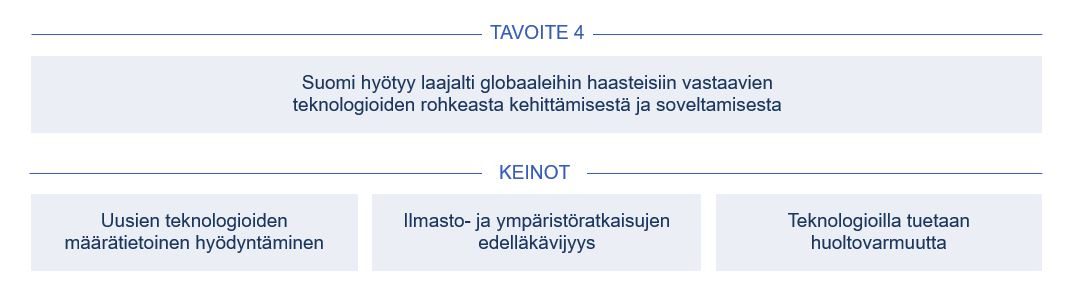 TAVOITE 4
Suomi hyötyy laajalti globaaleihin haasteisiin vastaavien
teknologioiden rohkeasta kehittämisestä ja soveltamisesta
KEINOT
Uusien teknologioiden
määrätietoinen hyödyntäminen
Ilmasto- ja ympäristöratkaisujen
edelläkävijyys
Teknologioilla tuetaan
huoltovarmuutta